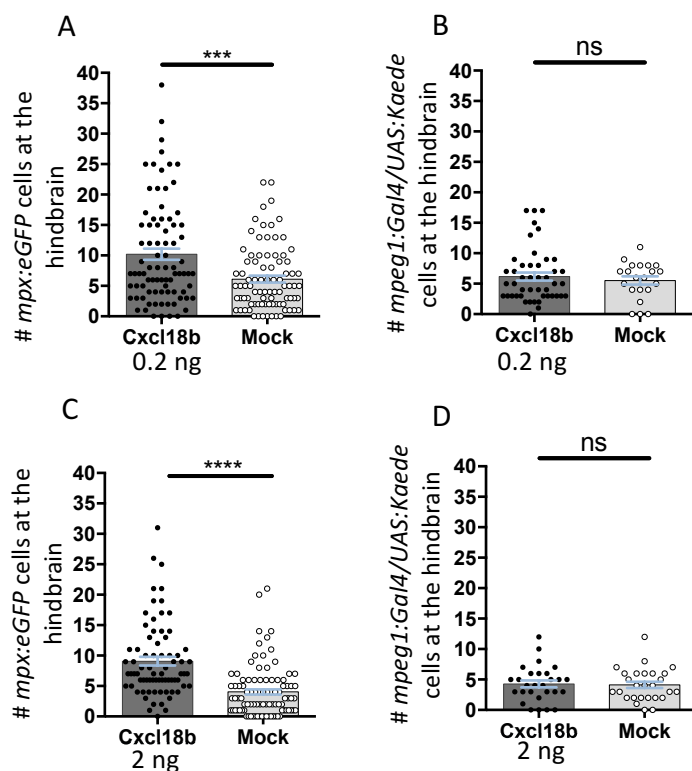 A
***
# mpx:eGFP cells at the
hindbrain
40
35
30
25
20
15
10
5
0
Cxcl18b
0.2 ng
Mock
B
ns
# mpeg1:Gal4/UAS:Kaede
cells at the hindbrain
40
35
30
25
20
15
10
5
0
Cxcl18b
0.2 ng
Mock
C
****
# mpx:eGFP cells at the
hindbrain
40
35
30
25
20
15
10
5
0
Cxcl18b
2 ng
Mock
D
ns
# mpeg1:Gal4/UAS:Kaede
cells at the hindbrain
40
35
30
25
20
15
10
5
0
Cxcl18b
2 ng
Mock